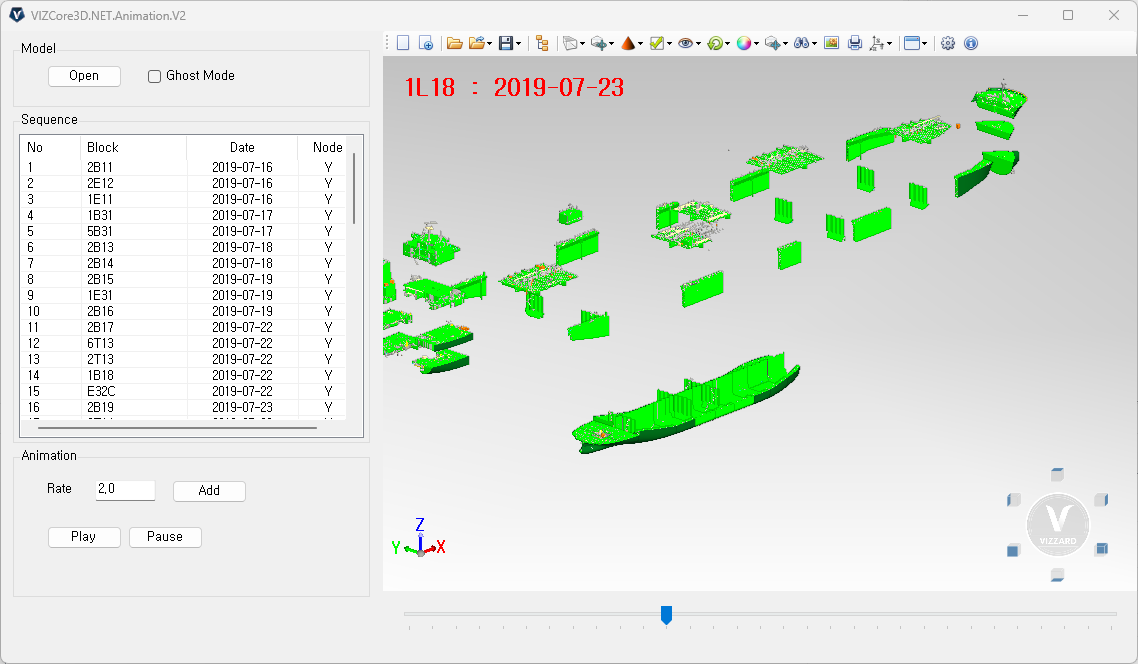 VIZCore3D.NET.Animation.V2
Model
Open
Ghost Mode
Sequence
No Block Date Node
1 2B11 2019-07-16 Y
2 2E12 2019-07-16 Y
3 1E11 2019-07-16 Y
4 1B31 2019-07-17 Y
5 5B31 2019-07-17 Y
6 2B13 2019-07-18 Y
7 2B14 2019-07-18 Y
8 2B15 2019-07-19 Y
9 1E31 2019-07-19 Y
10 2B16 2019-07-19 Y
11 2B17 2019-07-22 Y
12 6T13 2019-07-22 Y
13 2T13 2019-07-22 Y
14 1B18 2019-07-22 Y
15 E32C 2019-07-22 Y
16 2B19 2019-07-23 Y
Animation
Rate 2,0 Add
Play Pause
1L18 : 2019-07-23
Z
Y X
V
VIZZARD